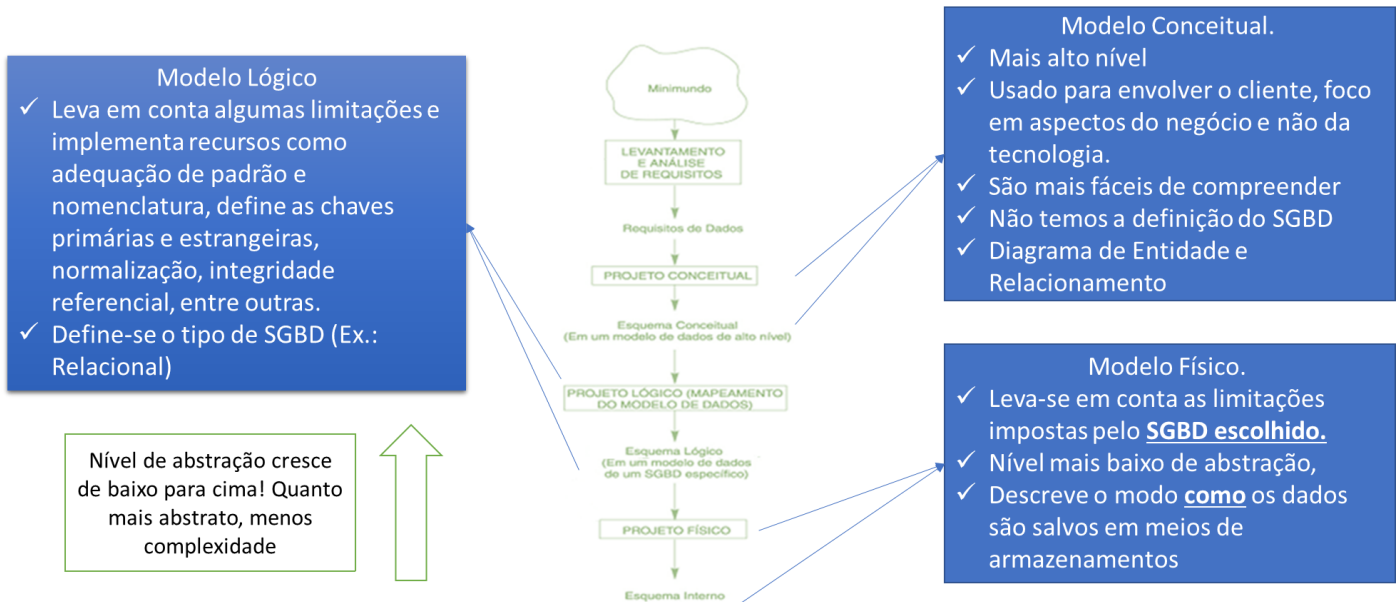 Modelo Lógico
✓ Leva em conta algumas limitações e
implementa recursos como
adequação de padrão e
nomenclatura, define as chaves
primárias e estrangeiras,
normalização, integridade
referencial, entre outras.
✓ Define-se o tipo de SGBD (Ex.:
Relacional)
Nível de abstração cresce
de baixo para cima! Quanto
mais abstrato, menos
complexidade
Minimundo
LEVANTAMENTO
E ANÁLISE
DE REQUISITOS
Requisitos de Dados
PROJETO CONCEITUAL
Esquema Conceitual
(Em um modelo de dados de alto nível)
PROJETO LÓGICO (MAPEAMENTO
DO MODELO DE DADOS)
Esquema Lógico
(Em um modelo de dados
de um SGBD específico)
PROJETO FÍSICO
Esquema Interno
Modelo Conceitual.
✓ Mais alto nível
✓ Usado para envolver o cliente, foco
em aspectos do negócio e não da
tecnologia.
✓ São mais fáceis de compreender
✓ Não temos a definição do SGBD
✓ Diagrama de Entidade e
Relacionamento
Modelo Físico.
✓ Leva-se em conta as limitações
impostas pelo SGBD escolhido.
✓ Nível mais baixo de abstração,
✓ Descreve o modo como os dados
são salvos em meios de
armazenamentos